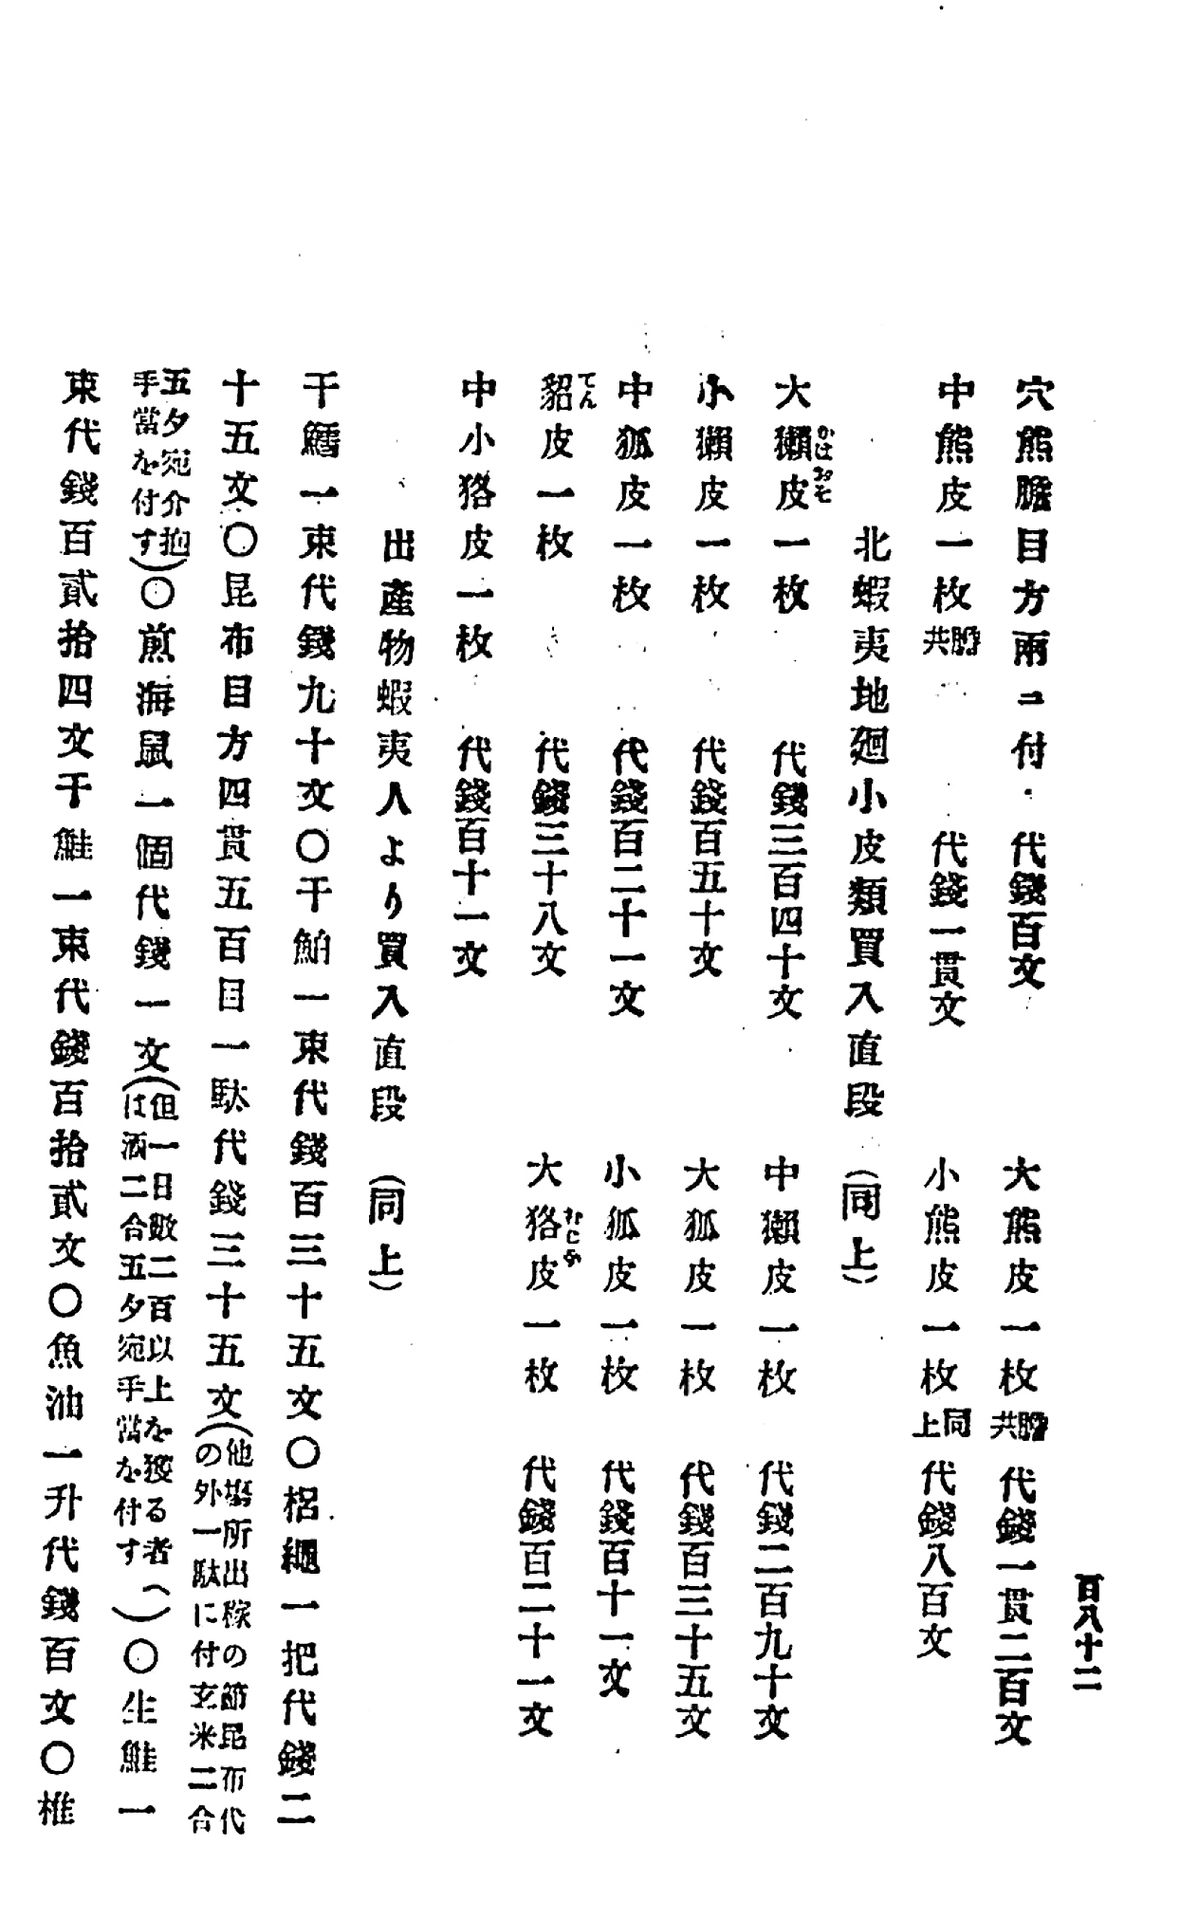 百八十二
穴熊膽目方兩ニ付 代錢百文 大熊皮一枚膽共 代錢一貫二百文
中熊皮一枚膽共 代錢一貫文 小熊皮一枚同上 代錢八百文
北蝦夷地廻小皮類買入直段 (同上)
大獺皮一枚 代錢三百四十文 中獺皮一枚 代錢二百九十文
小獺皮一枚 代錢百五十文 大狐皮一枚 代錢百三十五文
中狐皮一枚 代錢百二十一文 小狐皮一枚 代錢百十一文
貂皮一枚 代錢三十八文 大狢皮一枚 代錢百二十一文
中小狢皮一枚 代錢百十一文
出產物蝦夷人より買入直段 (同上)
干鱈一束代錢九十文〇干鮊一束代錢百三十五文〇梠繩一把代錢二
十五文〇昆布目方四貫五百目一駄代錢三十五文(他塲所出稼の節昆布代の外一駄に付玄米二合
五夕宛介抱手當を付す)〇煎海鼠一個代錢一文(但一日數二百以上を獲る者(へ)は酒二合五夕宛手當を付す)〇生鮭一
束代錢百貳拾四文干鮭一束代錢百拾貳文〇魚油一升代錢百文〇椎